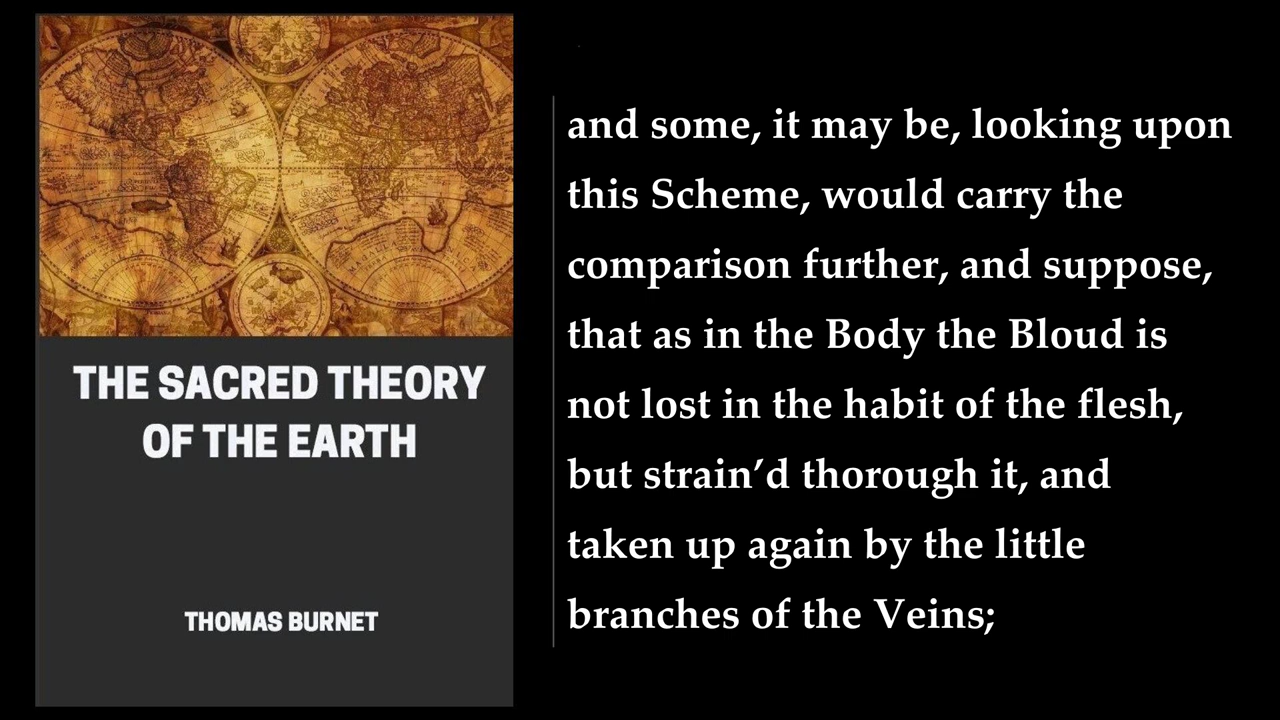 THE SACRED THEORY
OF THE EARTH
THOMAS BURNET
and some, it may be, looking upon
this Scheme, would carry the
comparison further, and suppose,
that as in the Body the Bloud is
not lost in the habit of the flesh,
but strain’d thorough it, and
taken up again by the little
branches of the Veins;